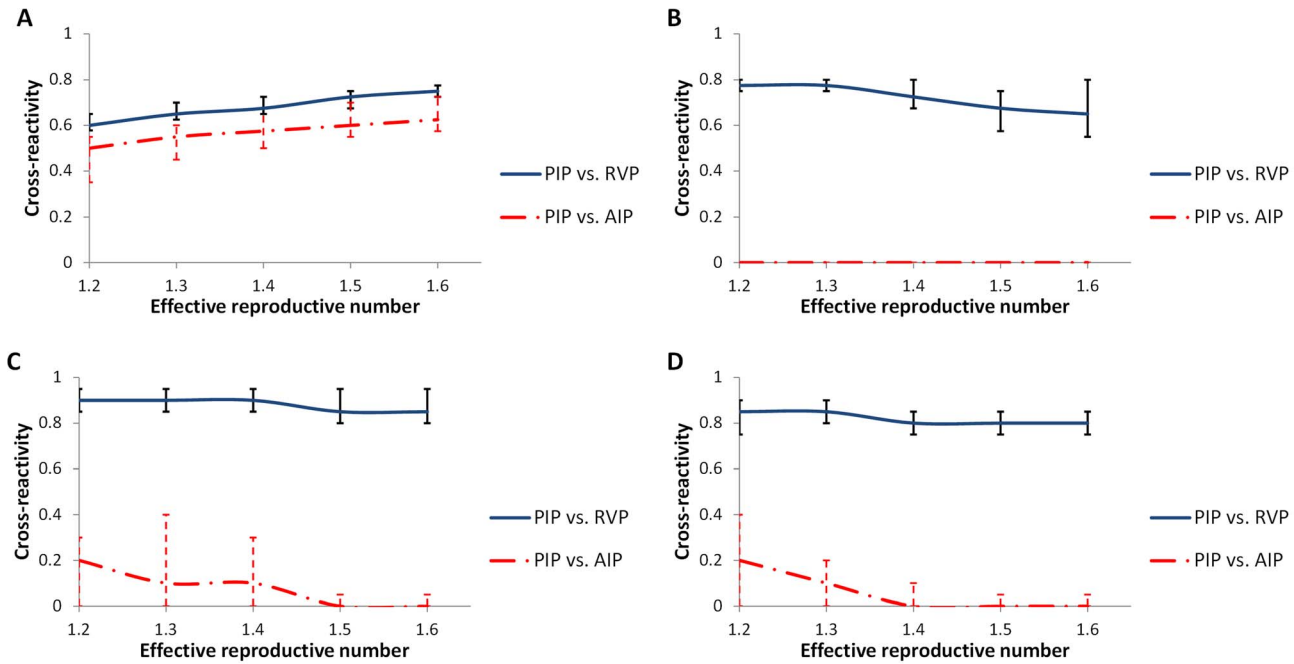 A
1
0.8
0.6
0.4
0.2
0
Cross-reactivity
1.2 1.3 1.4 1.5 1.6
Effective reproductive number
PIP vs. RVP
PIP vs. AIP
B
1
0.8
0.6
0.4
0.2
0
Cross-reactivity
1.2 1.3 1.4 1.5 1.6
Effective reproductive number
PIP vs. RVP
PIP vs. AIP
C
1
0.8
0.6
0.4
0.2
0
Cross-reactivity
1.2 1.3 1.4 1.5 1.6
Effective reproductive number
PIP vs. RVP
PIP vs. AIP
D
1
0.8
0.6
0.4
0.2
0
Cross-reactivity
1.2 1.3 1.4 1.5 1.6
Effective reproductive number
PIP vs. RVP
PIP vs. AIP